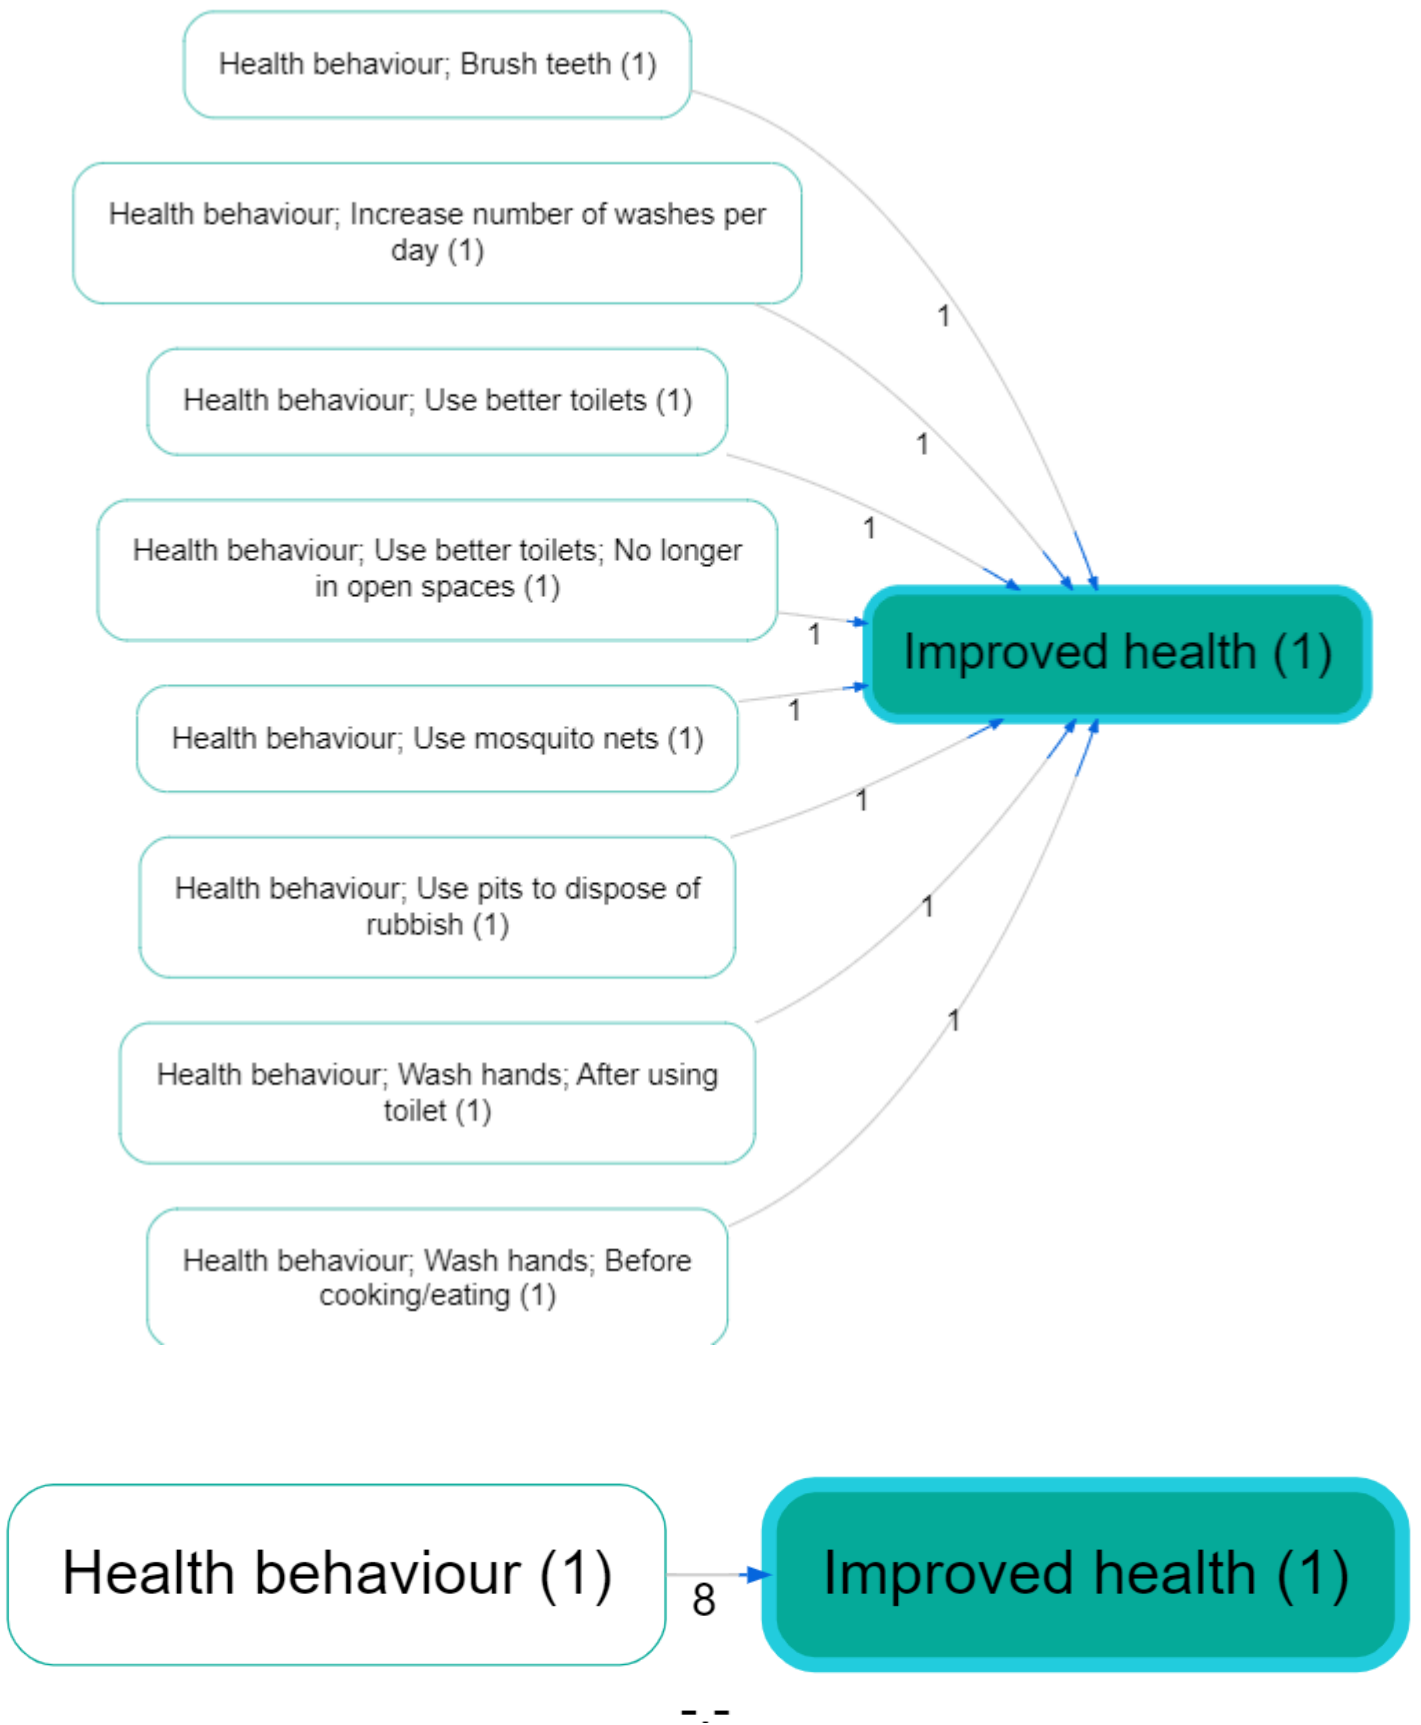 Health behaviour; Brush teeth (1)
Health behaviour; Increase number of washes per
day (1)
1
Health behaviour; Use better toilets (1)
1
1
Health behaviour; Use better toilets; No longer
in open spaces (1)
1
Improved health (1)
Health behaviour; Use mosquito nets (1)
1
1
Health behaviour; Use pits to dispose of
rubbish (1)
1
Health behaviour; Wash hands; After using
toilet (1)
1
Health behaviour; Wash hands; Before
cooking/eating (1)
Health behaviour (1)
8
Improved health (1)
-.-